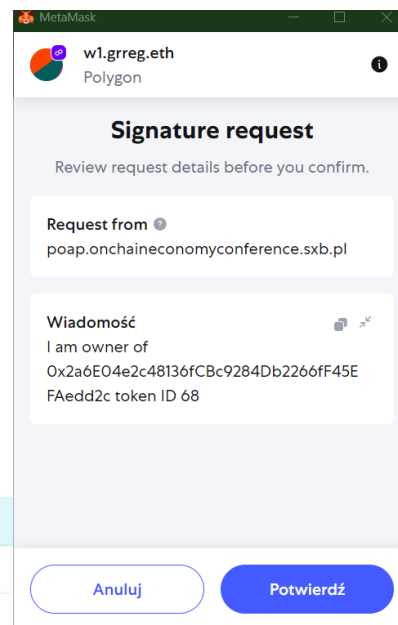 MetaMask
w1.grreg.eth
Polygon
Signature request
Review request details before you confirm.
Request from
poap.onchaineconomyconference.sxb.pl
Wiadomość
I am owner of
0x2a6E04e2c48136fCBc9284Db2266fF45E
FAedd2c token ID 68
Anuluj
Potwierdź